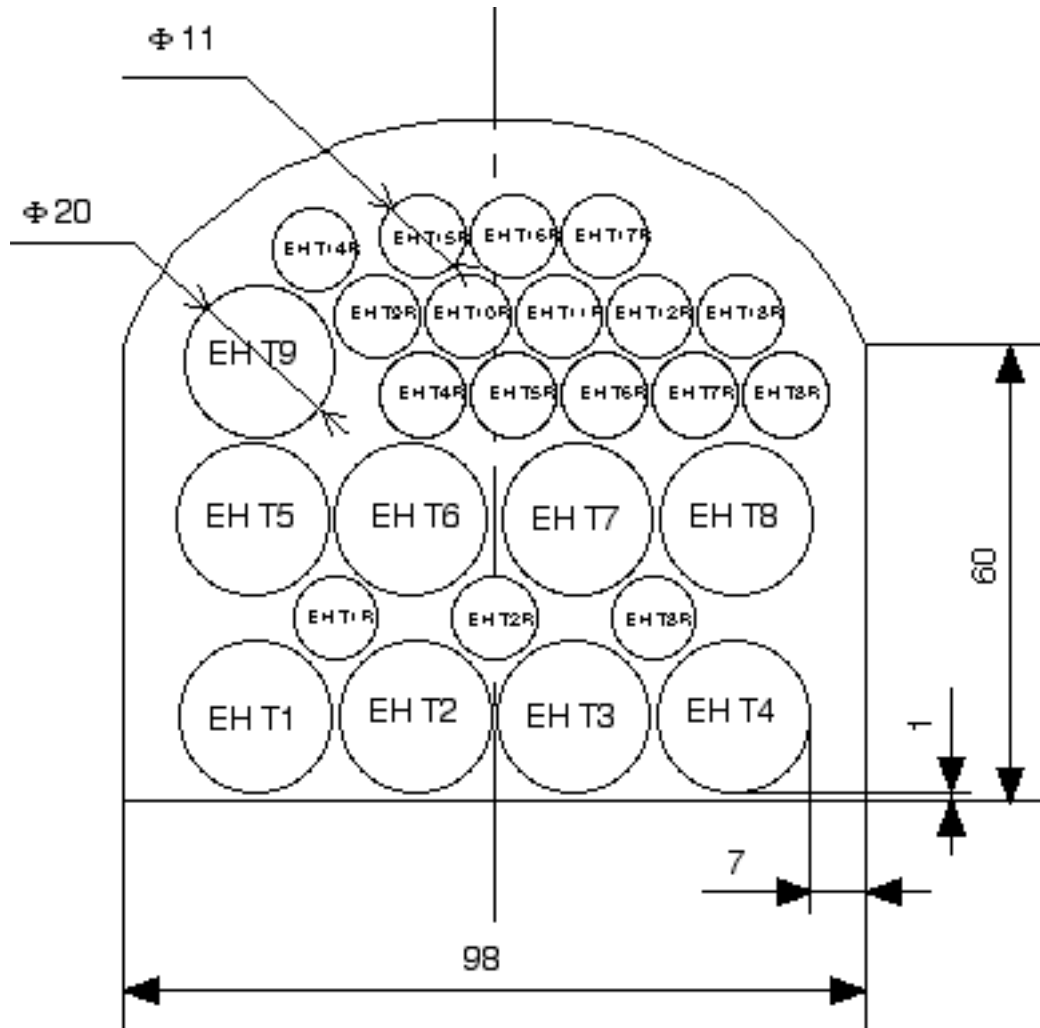 Φ 11
Φ 20
EH T15R EH T16R EH T17R
EH T14R
EH T9R EH T10R EH T11R EH T12R EH T13R
EH T9
EH T4R EH T5R EH T6R EH T7R EH T8R
EH T5 EH T6 EH T7 EH T8
60
EH T1R EH T2R EH T3R
EH T1 EH T2 EH T3 EH T4
1
7
98